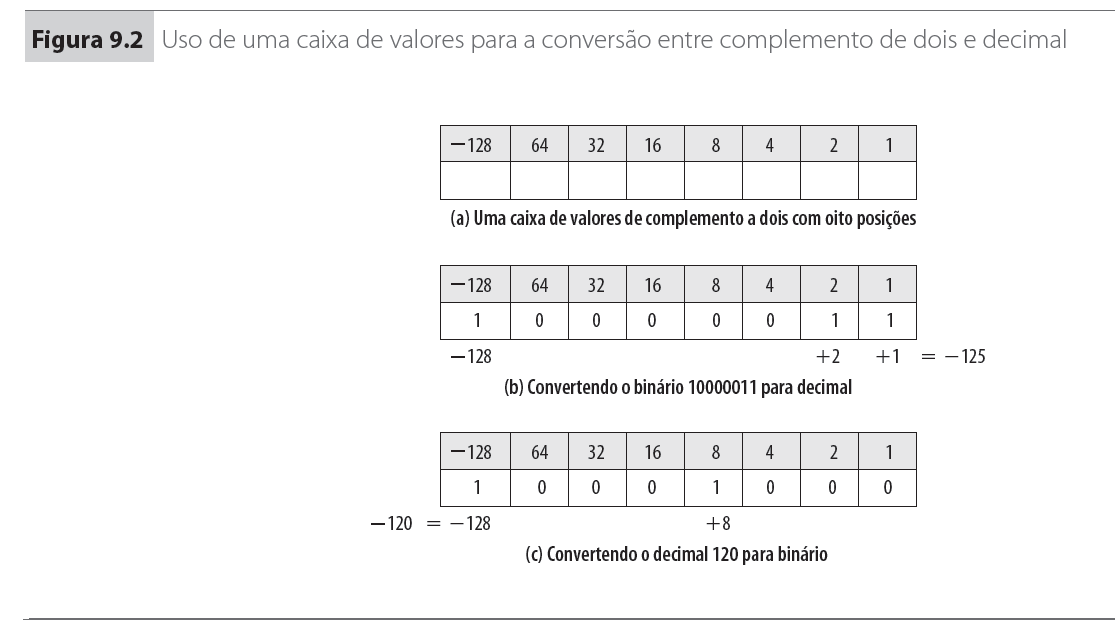 Figura 9.2 Uso de uma caixa de valores para a conversão entre complemento de dois e decimal
−128 64 32 16 8 4 2 1
(a) Uma caixa de valores de complemento a dois com oito posições
−128 64 32 16 8 4 2 1
1 0 0 0 0 0 1 1
−128 +2 +1 = −125
(b) Convertendo o binário 10000011 para decimal
−128 64 32 16 8 4 2 1
1 0 0 0 1 0 0 0
−120 = −128 +8
(c) Convertendo o decimal 120 para binário